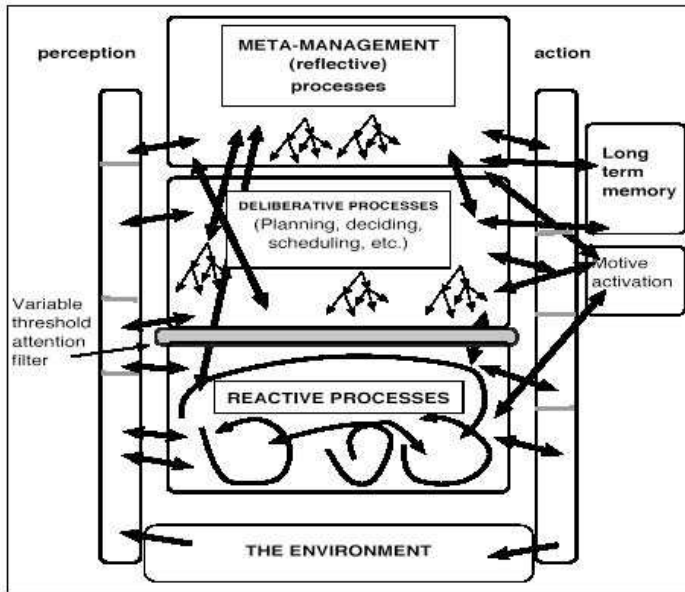 perception
META-MANAGEMENT
(reflective)
processes
action
Long
term
memory
DELIBERATIVE PROCESSES
(Planning, deciding,
scheduling, etc.)
Motive
activation
Variable
threshold
attention
filter
REACTIVE PROCESSES
THE ENVIRONMENT